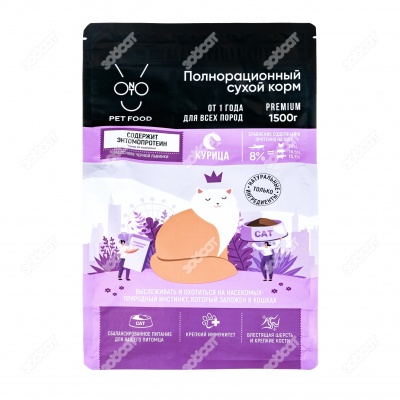 ONYO
PET FOOD
Полнорационный
сухой корм
ОТ 1 ГОДА
ДЛЯ ВСЕХ ПОРОД
PREMIUM
1500г
СОДЕРЖИТ
ЭНТОМОПРОТЕИН
КУРИЦА
8%
НАТУРАЛЬНЫЕ
ТОЛЬКО
ИНГРЕДИЕНТЫ
CAT
ВЫСЛЕЖИВАТЬ И ОХОТИТЬСЯ НА НАСЕКОМЫХ -
ПРИРОДНЫЙ ИНСТИНКТ, КОТОРЫЙ ЗАЛОЖЕН В КОШКАХ
CAT
СБАЛАНСИРОВАННОЕ ПИТАНИЕ
ДЛЯ ВАШЕГО ПИТОМЦА
КРЕПКИЙ ИММУНИТЕТ
БЛЕСТЯЩАЯ ШЕРСТЬ
И КРЕПКИЕ КОСТИ